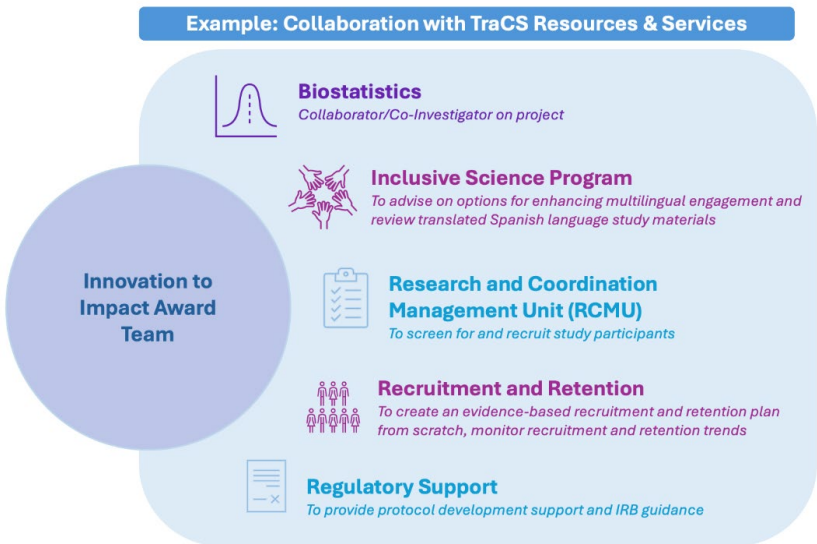 Example: Collaboration with TraCS Resources & Services
Biostatistics
Collaborator/Co-Investigator on project
Inclusive Science Program
To advise on options for enhancing multilingual engagement and
review translated Spanish language study materials
Innovation to
Impact Award
Team
Research and Coordination
Management Unit (RCMU)
To screen for and recruit study participants
Recruitment and Retention
To create an evidence-based recruitment and retention plan
from scratch, monitor recruitment and retention trends
Regulatory Support
To provide protocol development support and IRB guidance